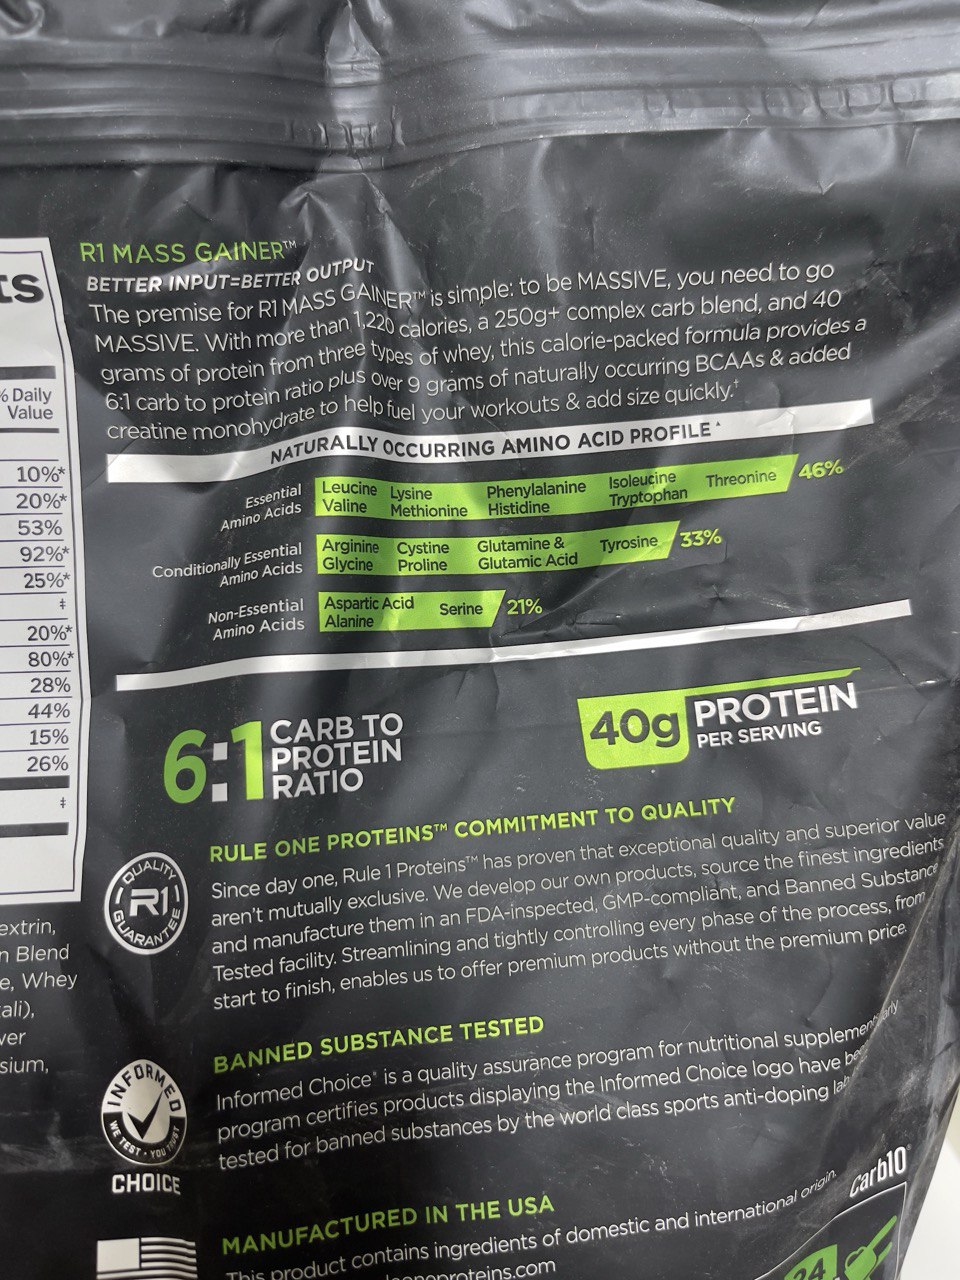 ts
% Daily
Value
10%*
20%*
53%
92%*
25%*
‡
20%*
80%*
28%
44%
15%
26%
‡
extrin,
n Blend
e, Whey
ali),
ver
sium,
R1 MASS GAINER™
BETTER INPUT=BETTER OUTPUT
The premise for R1 MASS GAINER™ is simple: to be MASSIVE, you need to go
MASSIVE. With more than 1,220 calories, a 250g+ complex carb blend, and 40
grams of protein from three types of whey, this calorie-packed formula provides a
6:1 carb to protein ratio plus over 9 grams of naturally occurring BCAAs & added
creatine monohydrate to help fuel your workouts & add size quickly.†
NATURALLY OCCURRING AMINO ACID PROFILE ▲
Essential
Amino Acids
Leucine Lysine Phenylalanine Isoleucine Threonine 46%
Valine Methionine Histidine Tryptophan
Conditionally Essential
Amino Acids
Arginine Cystine Glutamine & Tyrosine 33%
Glycine Proline Glutamic Acid
Non-Essential
Amino Acids
Aspartic Acid Serine 21%
Alanine
6:1 CARB TO
PROTEIN
RATIO
40g PROTEIN
PER SERVING
RULE ONE PROTEINS™ COMMITMENT TO QUALITY
Since day one, Rule 1 Proteins™ has proven that exceptional quality and superior value
aren't mutually exclusive. We develop our own products, source the finest ingredients
and manufacture them in an FDA-inspected, GMP-compliant, and Banned Substance
Tested facility. Streamlining and tightly controlling every phase of the process, from
start to finish, enables us to offer premium products without the premium price.
QUALITY
R1
GUARANTEE
BANNED SUBSTANCE TESTED
Informed Choice® is a quality assurance program for nutritional supplement
program certifies products displaying the Informed Choice logo have
tested for banned substances by the world class sports anti-doping
INFORMED
WE TEST • YOU TRUST
CHOICE
MANUFACTURED IN THE USA
This product contains ingredients of domestic and international origin.
oneproteins.com
Carb10®